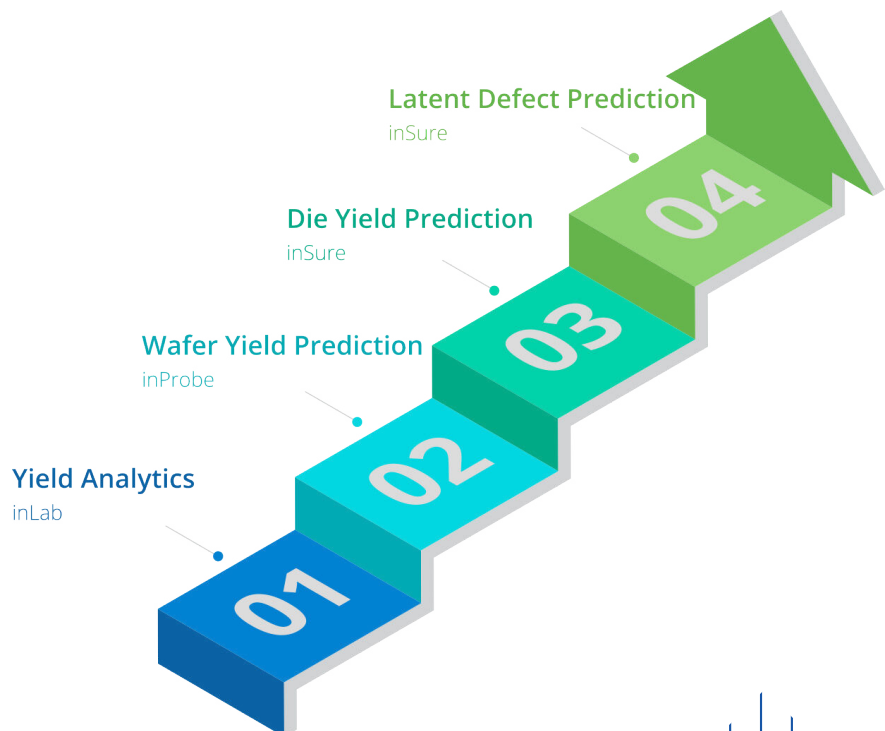 Latent Defect Prediction
inSure
04
Die Yield Prediction
inSure
03
Wafer Yield Prediction
inProbe
02
Yield Analytics
inLab
01